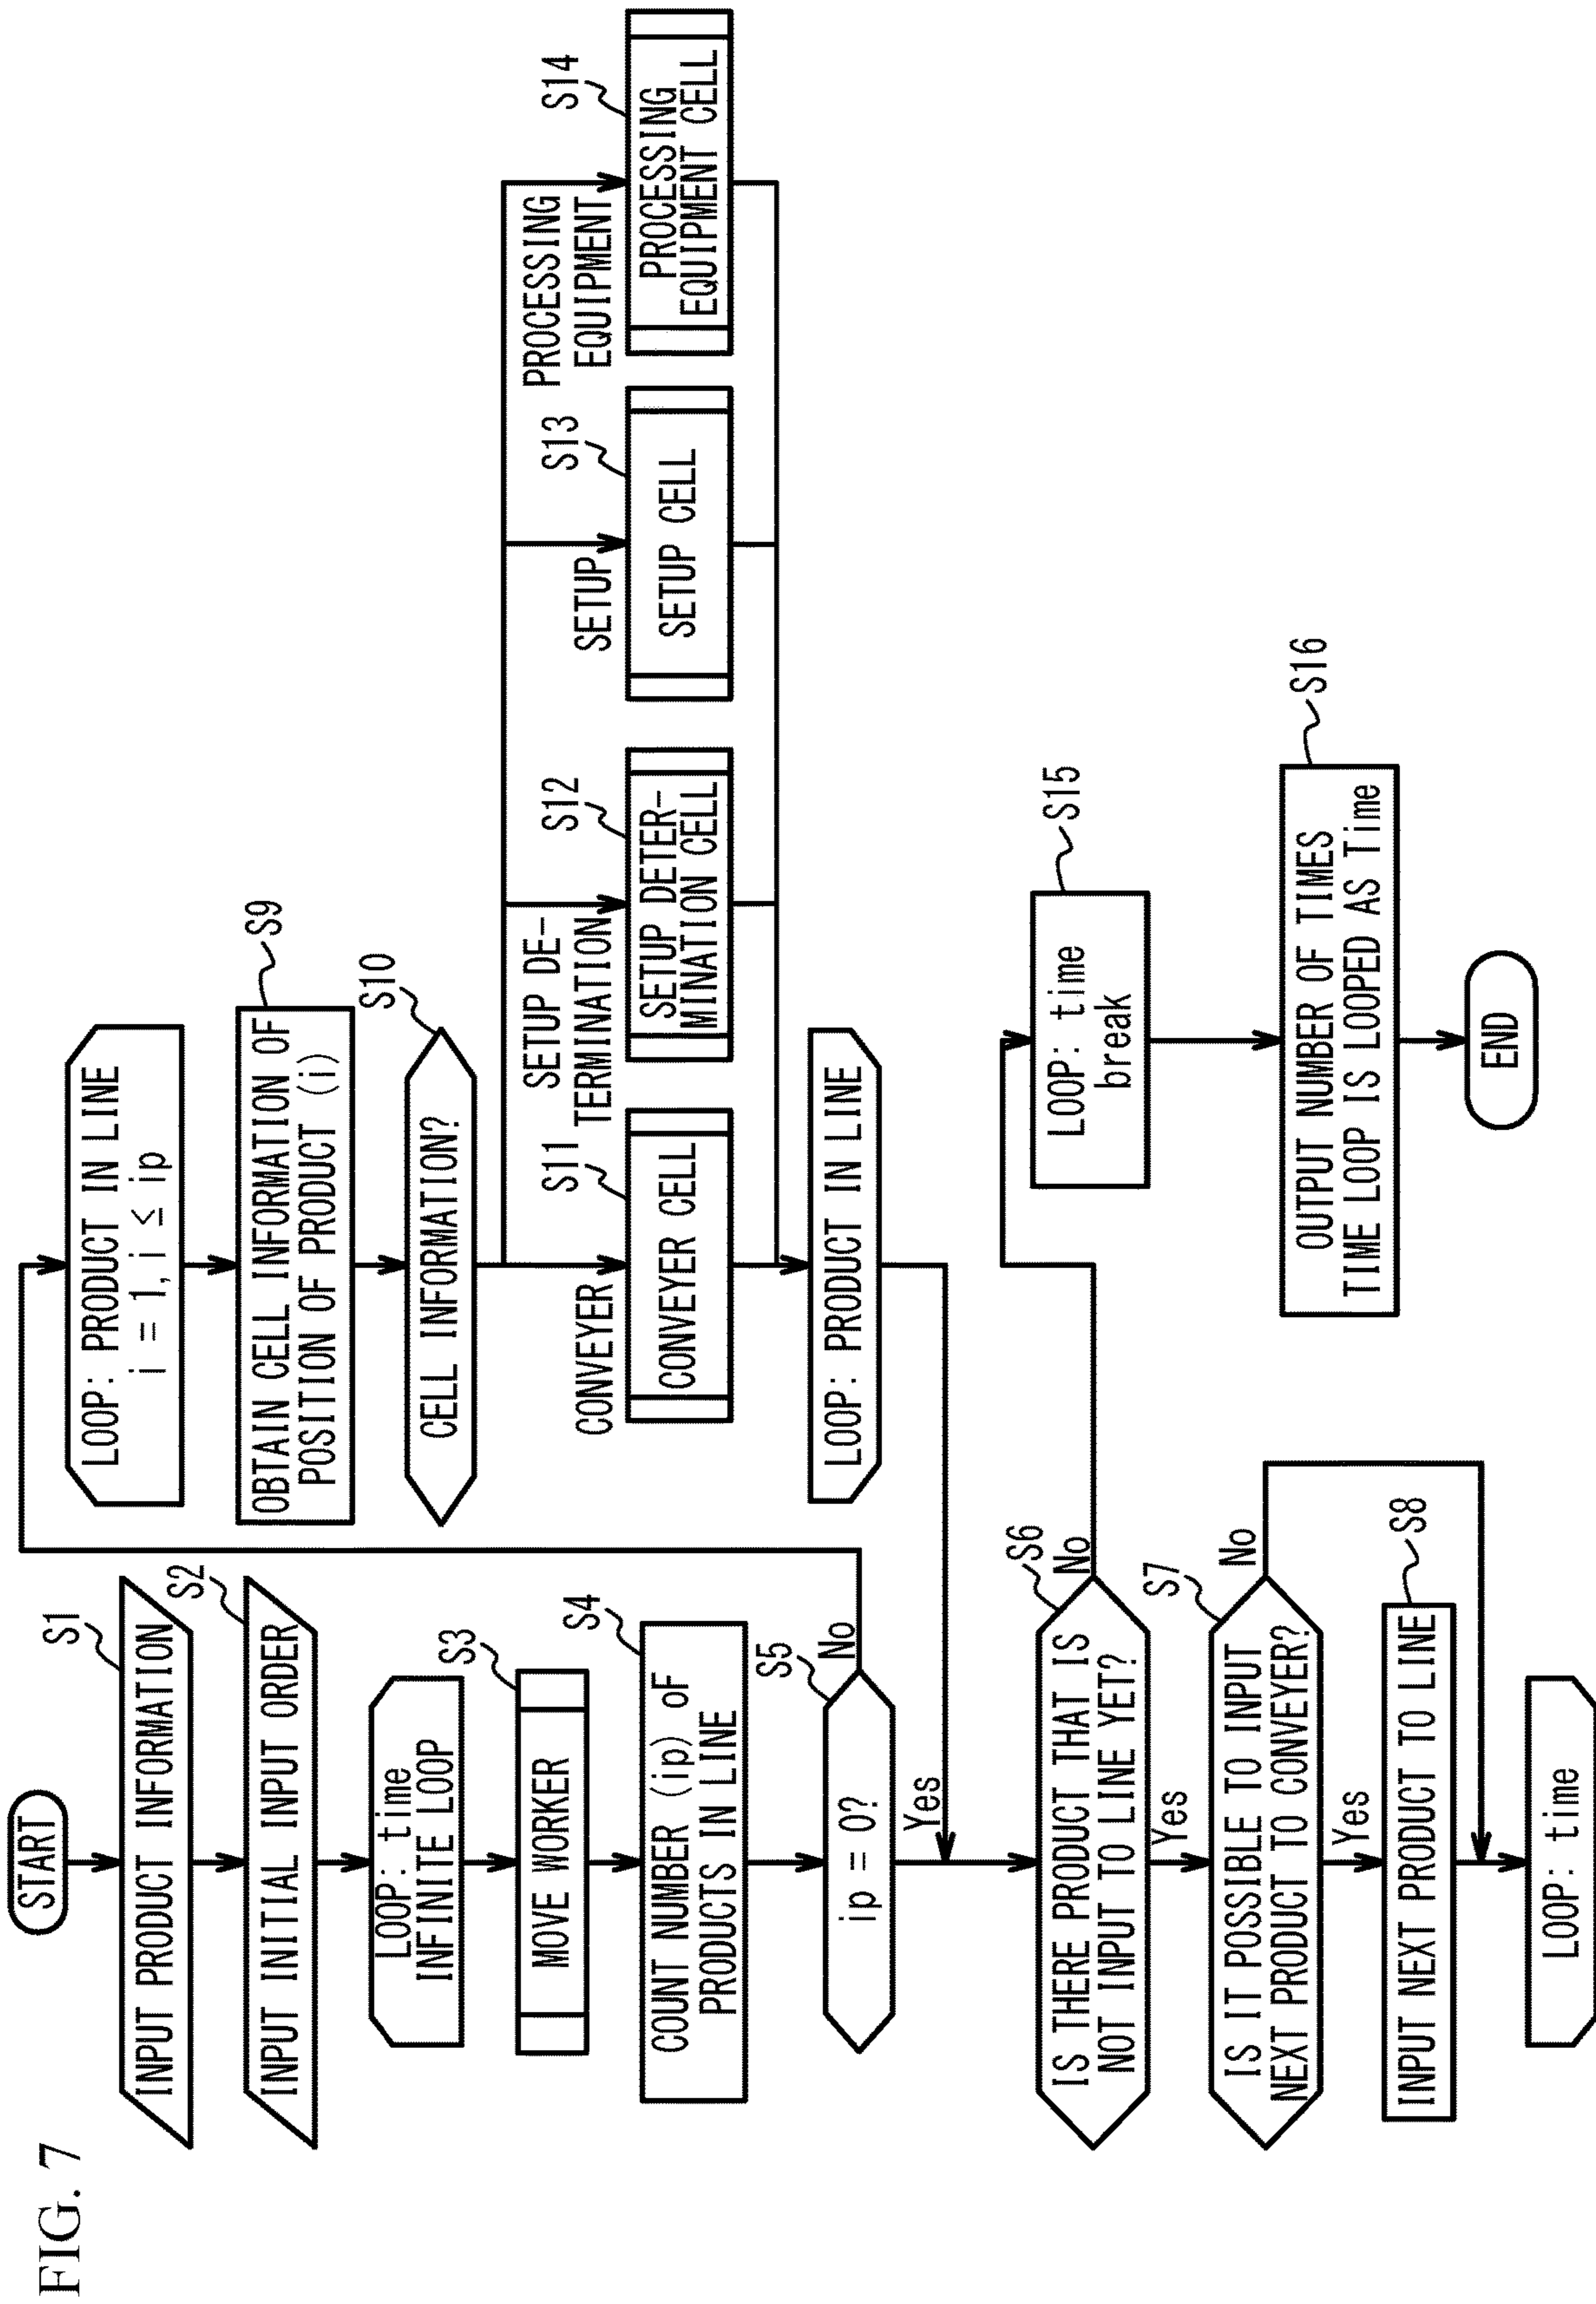 FIG. 7
START
S1
INPUT PRODUCT INFORMATION
S2
INPUT INITIAL INPUT ORDER
LOOP: time
INFINITE LOOP
S3
MOVE WORKER
S4
COUNT NUMBER (ip) oF
PRODUCTS IN LINE
S5
ip = 0?
No
Yes
S6
IS THERE PRODUCT THAT IS
NOT INPUT TO LINE YET?
No
Yes
S7
IS IT POSSIBLE TO INPUT
NEXT PRODUCT TO CONVEYER?
No
Yes
S8
INPUT NEXT PRODUCT TO LINE
LOOP: time
LOOP: PRODUCT IN LINE
i = 1, i ≤ ip
S9
OBTAIN CELL INFORMATION OF
POSITION OF PRODUCT (i)
S10
CELL INFORMATION?
CONVEYER
S11
CONVEYER CELL
SETUP DE-
TERMINATION
S12
SETUP DETER-
MINATION CELL
SETUP
S13
SETUP CELL
PROCESSING
EQUIPMENT
S14
PROCESSING
EQUIPMENT CELL
LOOP: PRODUCT IN LINE
S15
LOOP: time
break
S16
OUTPUT NUMBER OF TIMES
TIME LOOP IS LOOPED AS Time
END